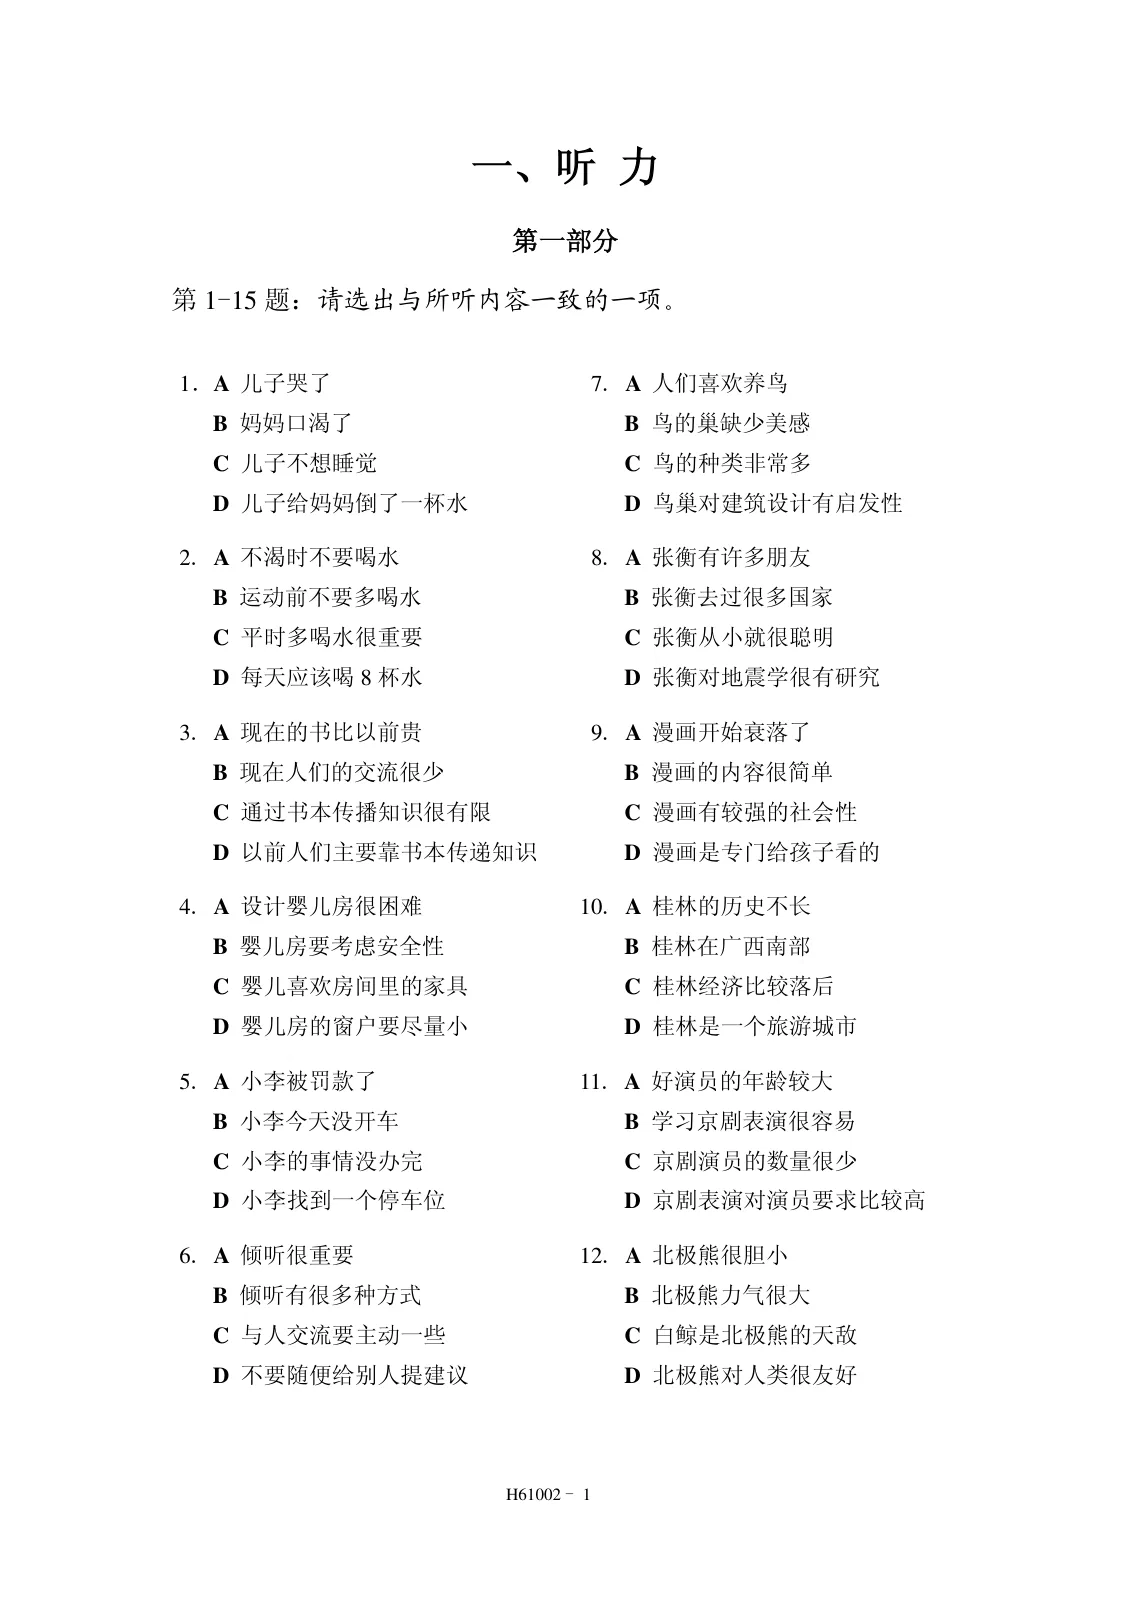 一、听 力
第一部分
第 1-15 题：请选出与所听内容一致的一项。
1. A 儿子哭了
B 妈妈口渴了
C 儿子不想睡觉
D 儿子给妈妈倒了一杯水
2. A 不渴时不要喝水
B 运动前不要多喝水
C 平时多喝水很重要
D 每天应该喝 8 杯水
3. A 现在的书比以前贵
B 现在人们的交流很少
C 通过书本传播知识很有限
D 以前人们主要靠书本传递知识
4. A 设计婴儿房很困难
B 婴儿房要考虑安全性
C 婴儿喜欢房间里的家具
D 婴儿房的窗户要尽量小
5. A 小李被罚款了
B 小李今天没开车
C 小李的事情没办完
D 小李找到一个停车位
6. A 倾听很重要
B 倾听有很多种方式
C 与人交流要主动一些
D 不要随便给别人提建议
7. A 人们喜欢养鸟
B 鸟的巢缺少美感
C 鸟的种类非常多
D 鸟巢对建筑设计有启发性
8. A 张衡有许多朋友
B 张衡去过很多国家
C 张衡从小就很聪明
D 张衡对地震学很有研究
9. A 漫画开始衰落了
B 漫画的内容很简单
C 漫画有较强的社会性
D 漫画是专门给孩子看的
10. A 桂林的历史不长
B 桂林在广西南部
C 桂林经济比较落后
D 桂林是一个旅游城市
11. A 好演员的年龄较大
B 学习京剧表演很容易
C 京剧演员的数量很少
D 京剧表演对演员要求比较高
12. A 北极熊很胆小
B 北极熊力气很大
C 白鲸是北极熊的天敌
D 北极熊对人类很友好
H61002 - 1